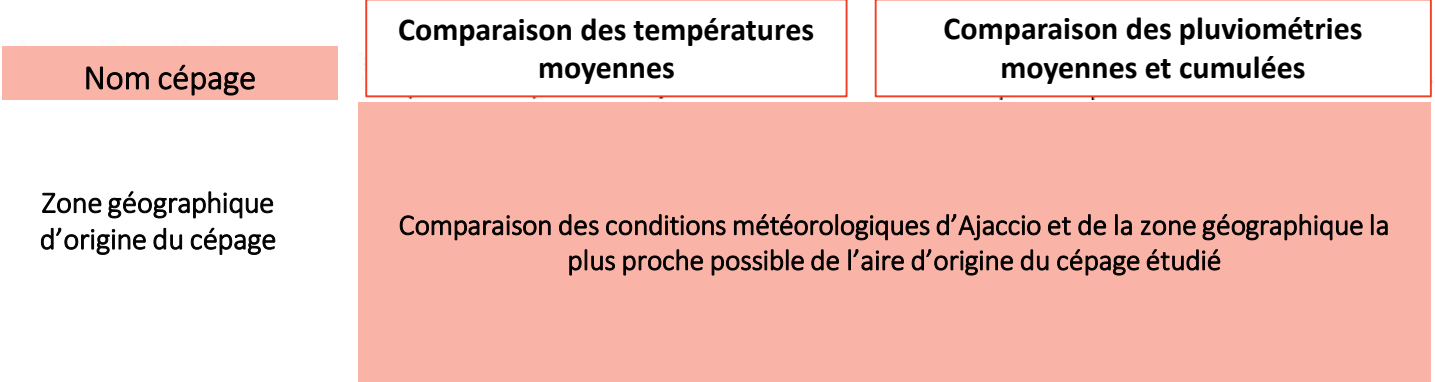 Comparaison des températures
moyennes
Comparaison des pluviométries
moyennes et cumulées
Nom cépage
Zone géographique
d’origine du cépage
Comparaison des conditions météorologiques d’Ajaccio et de la zone géographique la
plus proche possible de l’aire d’origine du cépage étudié